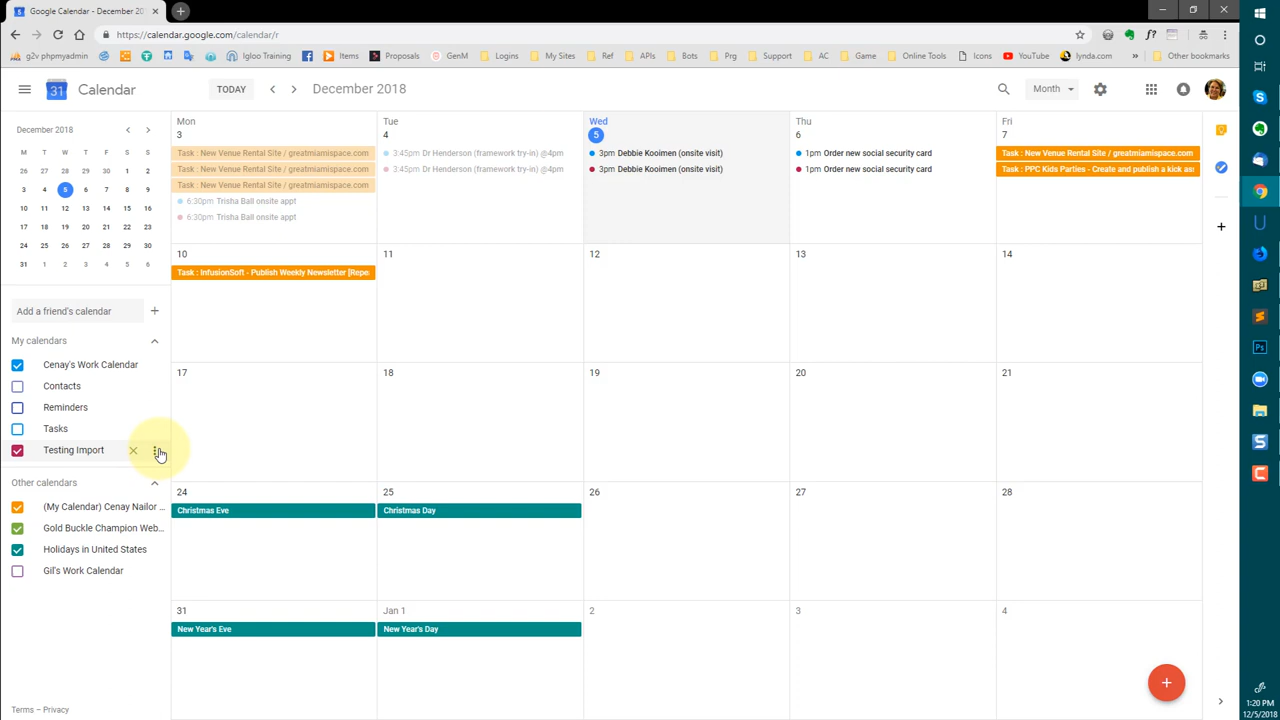 Google Calendar - December
https://calendar.google.com/calendar/r
g2v phpmyadmin
Igloo Training
Items
Proposals
GenM
Logins
My Sites
Ref
APIs
Bots
Prg
Support
AC
Game
Online Tools
Icons
YouTube
lynda.com
»
Other bookmarks
31
Calendar
TODAY
December 2018
Month
December 2018
M T W T F S S
26 27 28 29 30 1 2
3 4 5 6 7 8 9
10 11 12 13 14 15 16
17 18 19 20 21 22 23
24 25 26 27 28 29 30
31 1 2 3 4 5 6
Add a friend's calendar
My calendars
Cenay's Work Calendar
Contacts
Reminders
Tasks
Testing Import
Other calendars
(My Calendar) Cenay Nailor ...
Gold Buckle Champion Web...
Holidays in United States
Gil's Work Calendar
Terms – Privacy
Mon
3
Task : New Venue Rental Site / greatmiamispace.com
Task : New Venue Rental Site / greatmiamispace.com
Task : New Venue Rental Site / greatmiamispace.com
6:30pm Trisha Ball onsite appt
6:30pm Trisha Ball onsite appt
Tue
4
3:45pm Dr Henderson (framework try-in) @4pm
3:45pm Dr Henderson (framework try-in) @4pm
Wed
5
3pm Debbie Kooimen (onsite visit)
3pm Debbie Kooimen (onsite visit)
Thu
6
1pm Order new social security card
1pm Order new social security card
Fri
7
Task : New Venue Rental Site / greatmiamispace.com
Task : PPC Kids Parties - Create and publish a kick as
10
Task : InfusionSoft - Publish Weekly Newsletter [Repe
11
12
13
14
17
18
19
20
21
24
Christmas Eve
25
Christmas Day
26
27
28
31
New Year's Eve
Jan 1
New Year's Day
2
3
4
1:20 PM
12/5/2018